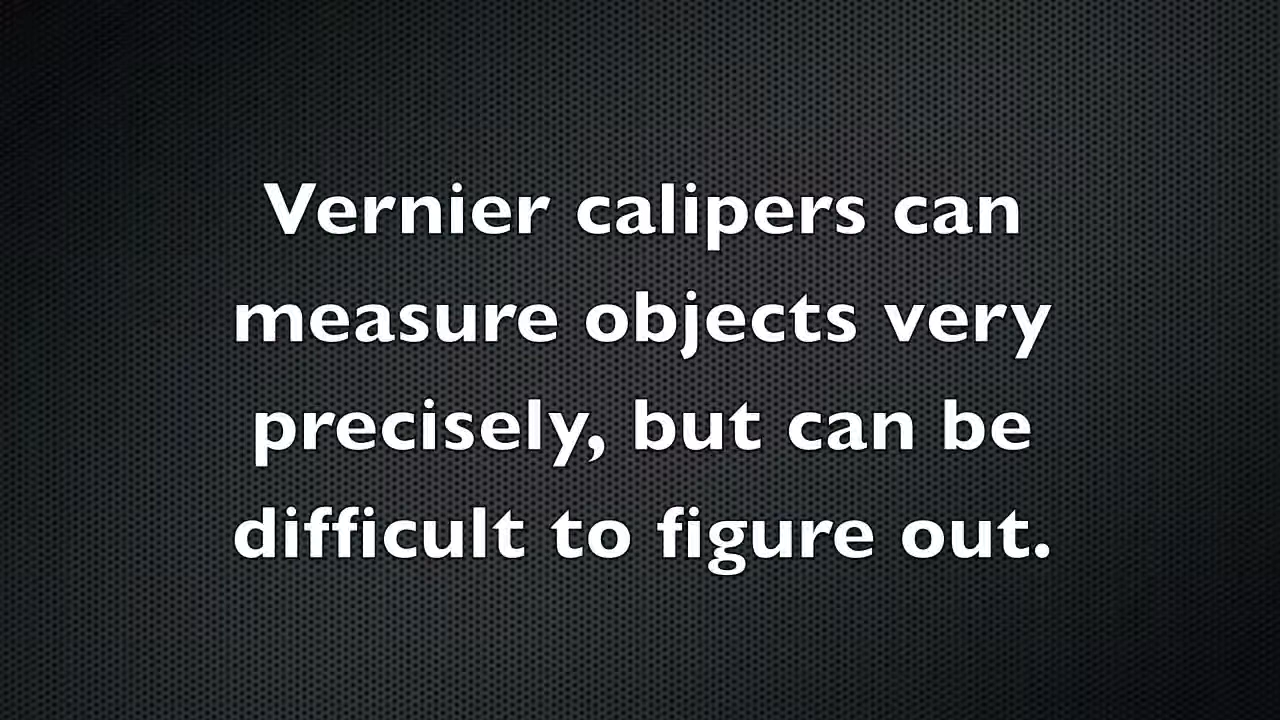 Vernier calipers can
measure objects very
precisely, but can be
difficult to figure out.